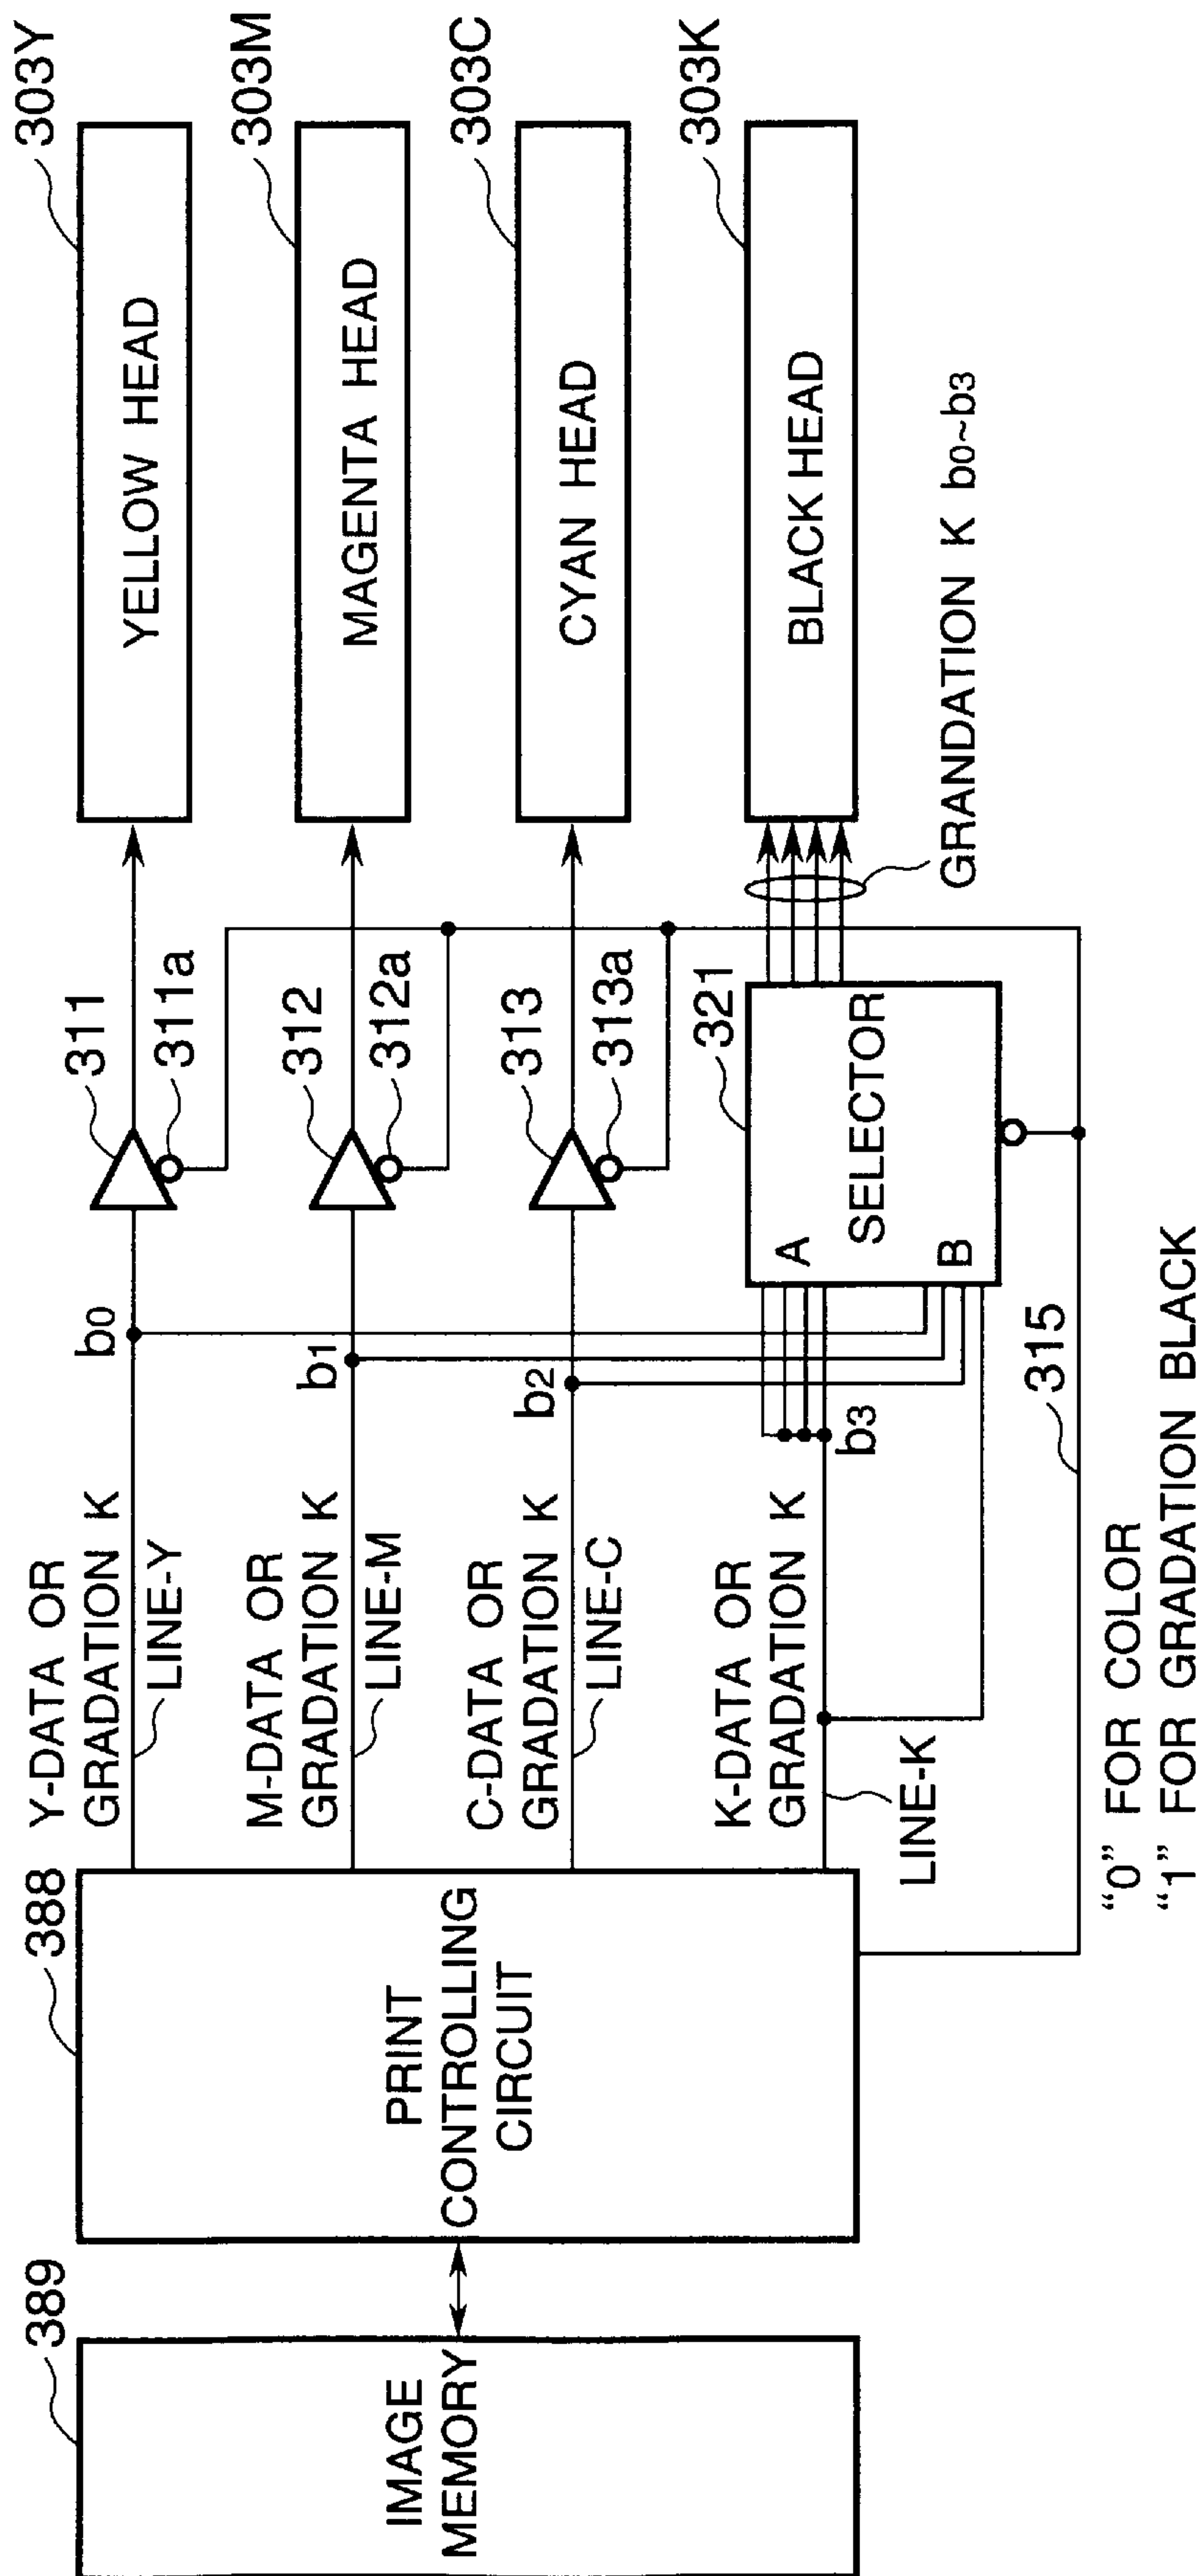 389
IMAGE
MEMORY
388
PRINT
CONTROLLING
CIRCUIT
Y-DATA OR
GRADATION K
LINE-Y
b0
311
311a
303Y
YELLOW HEAD
M-DATA OR
GRADATION K
LINE-M
b1
312
312a
303M
MAGENTA HEAD
C-DATA OR
GRADATION K
LINE-C
b2
313
313a
303C
CYAN HEAD
K-DATA OR
GRADATION K
LINE-K
b3
A
B
SELECTOR
321
303K
BLACK HEAD
GRANDATION K b0~b3
315
“0” FOR COLOR
“1” FOR GRADATION BLACK